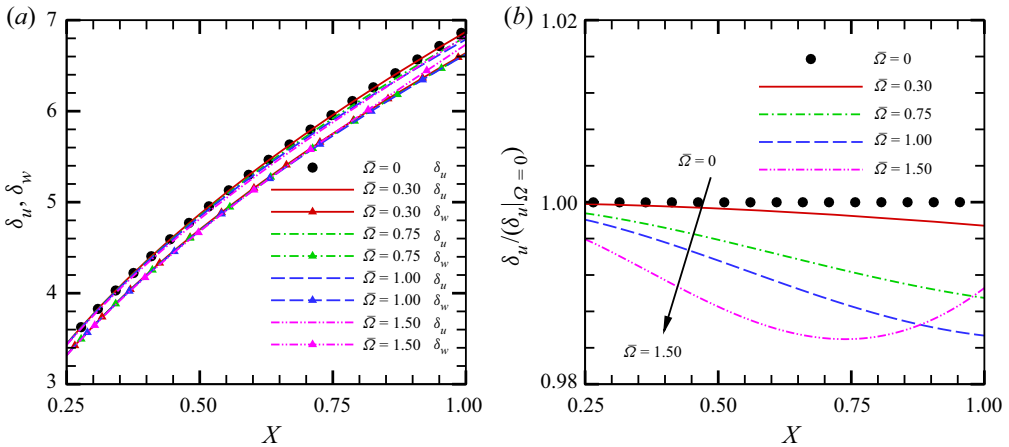 (a)
7
6
5
4
3
δu, δw
0.25
0.50
0.75
1.00
X
Ω̅ = 0 δu
Ω̅ = 0.30 δu
Ω̅ = 0.30 δw
Ω̅ = 0.75 δu
Ω̅ = 0.75 δw
Ω̅ = 1.00 δu
Ω̅ = 1.00 δw
Ω̅ = 1.50 δu
Ω̅ = 1.50 δw
(b)
1.02
1.00
0.98
δu/(δu|Ω̅ = 0)
0.25
0.50
0.75
1.00
X
Ω̅ = 0
Ω̅ = 0.30
Ω̅ = 0.75
Ω̅ = 1.00
Ω̅ = 1.50
Ω̅ = 0
Ω̅ = 1.50